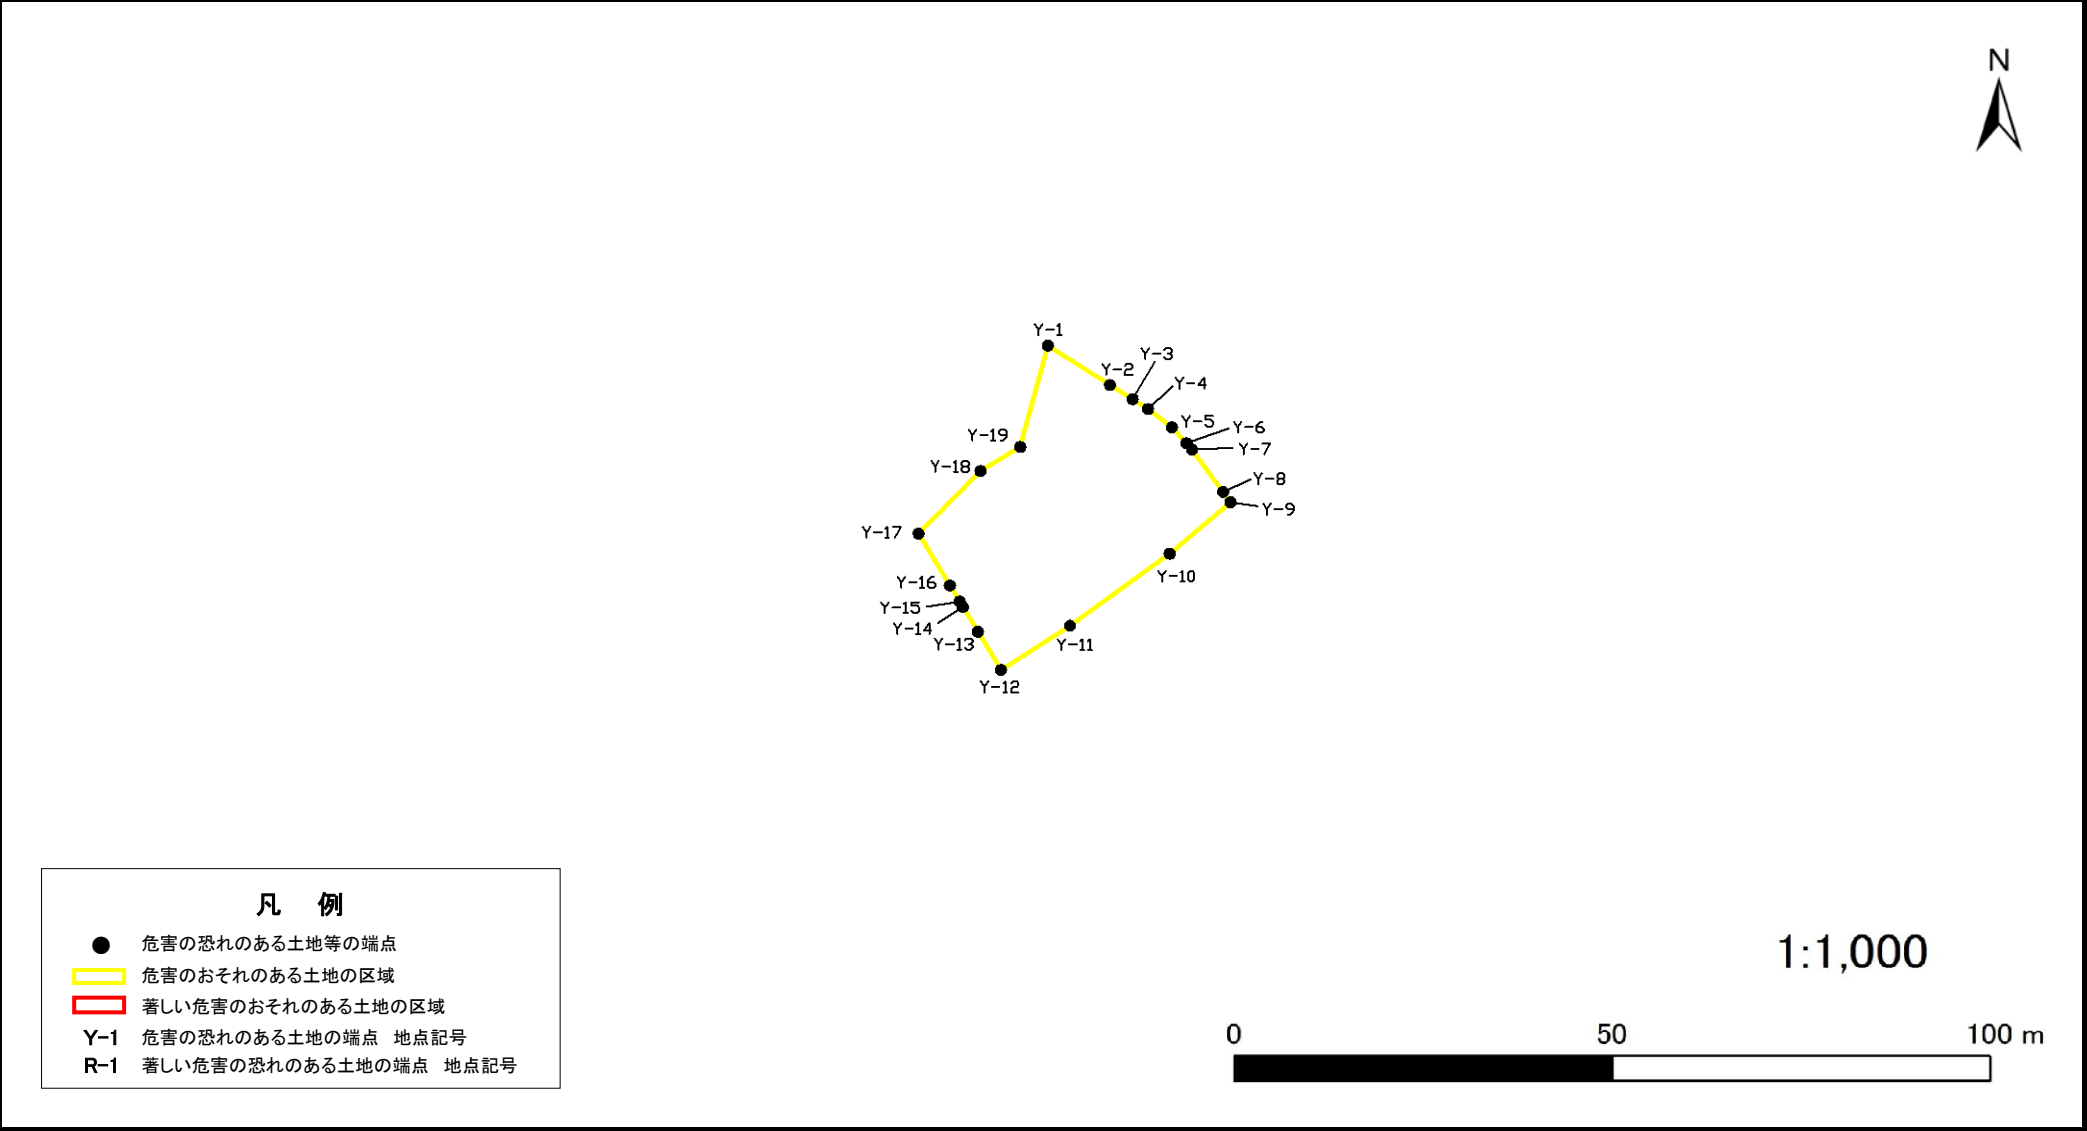 N
Y-1
Y-3
Y-2
Y-4
Y-5
Y-6
Y-19
Y-7
Y-18
Y-8
Y-9
Y-17
Y-10
Y-16
Y-15
Y-14
Y-13
Y-11
Y-12
凡 例
危害の恐れのある土地等の端点
危害のおそれのある土地の区域
著しい危害のおそれのある土地の区域
Y-1 危害の恐れのある土地の端点 地点記号
R-1 著しい危害の恐れのある土地の端点 地点記号
1:1,000
0 50 100 m